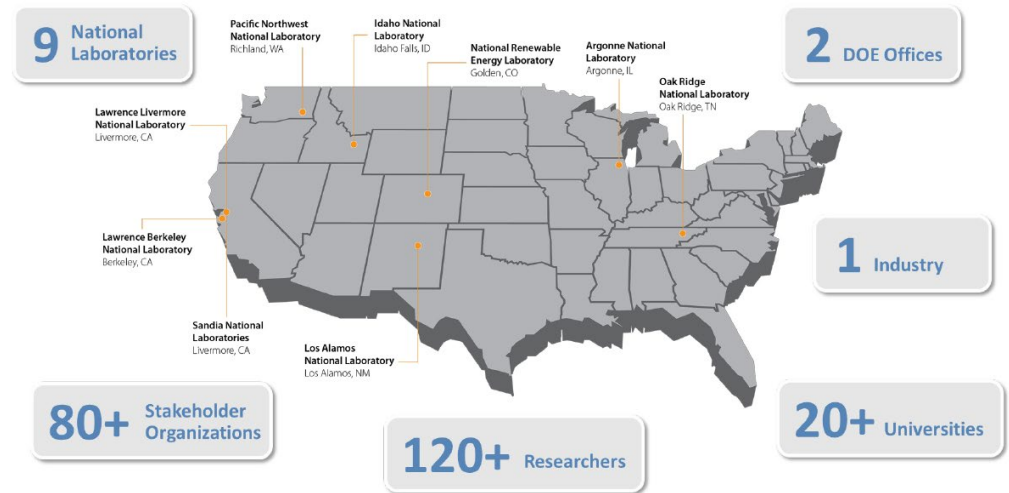 9 National
Laboratories
Pacific Northwest
National Laboratory
Richland, WA
Idaho National
Laboratory
Idaho Falls, ID
National Renewable
Energy Laboratory
Golden, CO
Argonne National
Laboratory
Argonne, IL
Oak Ridge
National Laboratory
Oak Ridge, TN
2 DOE Offices
Lawrence Livermore
National Laboratory
Livermore, CA
Lawrence Berkeley
National Laboratory
Berkeley, CA
1 Industry
Sandia National
Laboratories
Livermore, CA
Los Alamos
National Laboratory
Los Alamos, NM
80+ Stakeholder
Organizations
120+ Researchers
20+ Universities